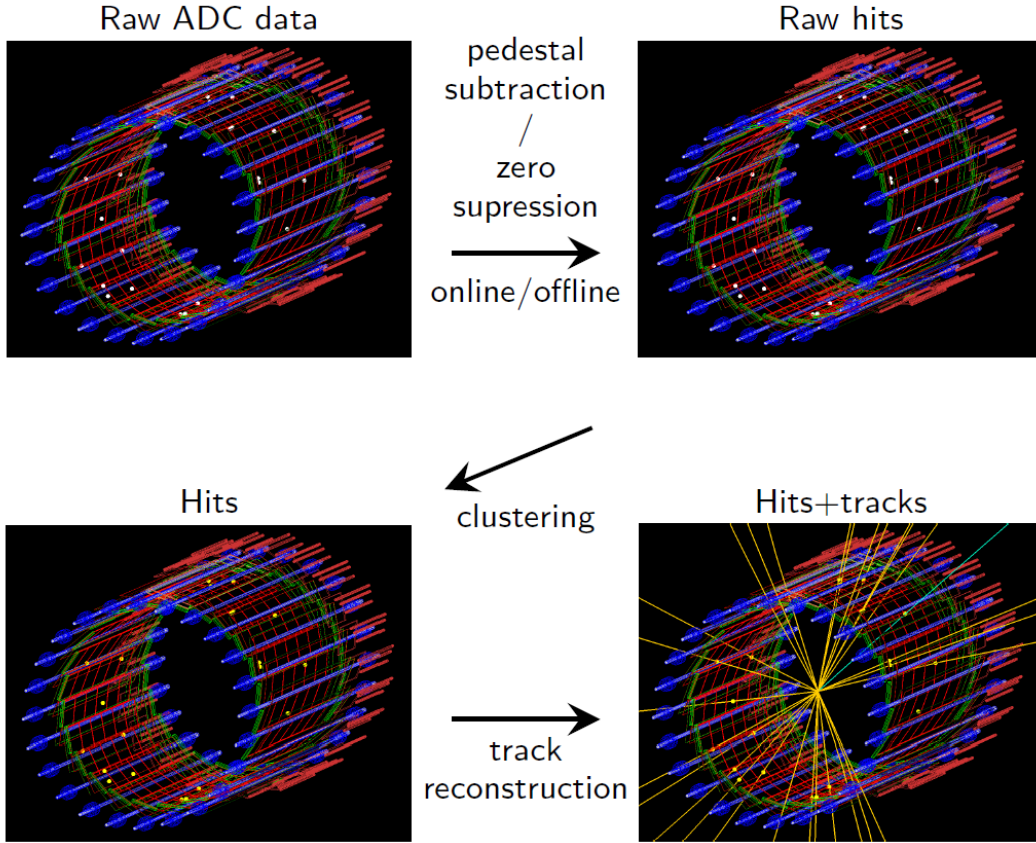 Raw ADC data
pedestal
subtraction
/
zero
supression
online/offline
Raw hits
clustering
Hits
track
reconstruction
Hits+tracks